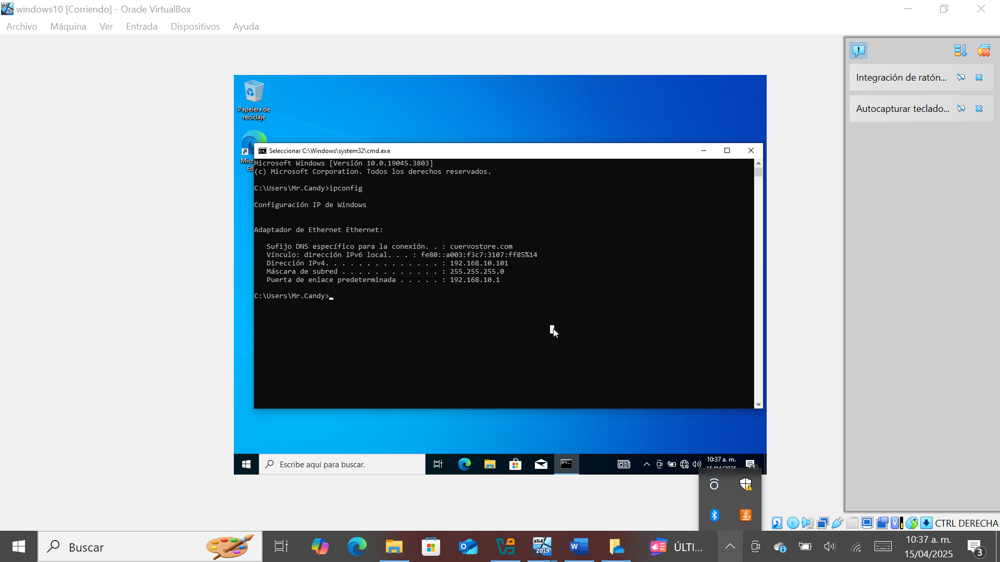 windows10 [Corriendo] - Oracle VirtualBox
Archivo Máquina Ver Entrada Dispositivos Ayuda
Integración de ratón...
Autocapturar teclado...
Papelera de
reciclaje
Micr
Ed
Seleccionar C:\Windows\system32\cmd.exe
Microsoft Windows [Versión 10.0.19045.3803]
(c) Microsoft Corporation. Todos los derechos reservados.
C:\Users\Mr.Candy>ipconfig
Configuración IP de Windows
Adaptador de Ethernet Ethernet:
Sufijo DNS específico para la conexión. . : cuervostore.com
Vínculo: dirección IPv6 local. . . : fe80::a003:f3c7:3107:ff85%14
Dirección IPv4. . . . . . . . . . . . . . : 192.168.10.101
Máscara de subred . . . . . . . . . . . . : 255.255.255.0
Puerta de enlace predeterminada . . . . . : 192.168.10.1
C:\Users\Mr.Candy>
Escribe aquí para buscar.
10:37 a. m.
15/04/2025
CTRL DERECHA
Buscar
x64
2019
ÚLTI...
10:37 a. m.
15/04/2025
3